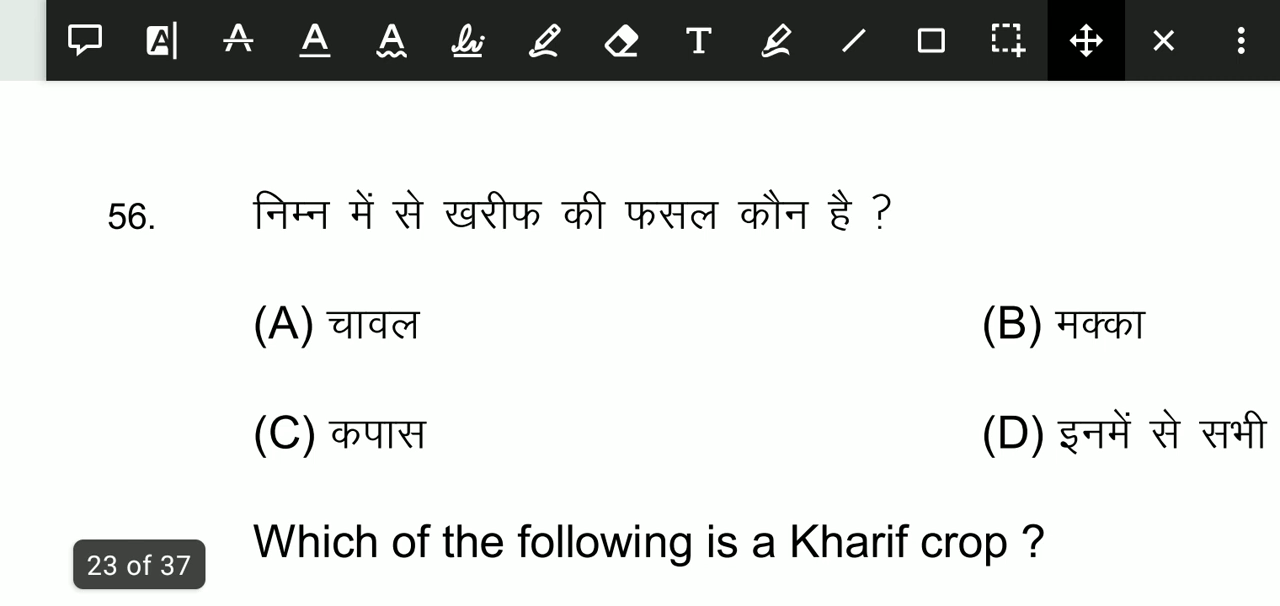 56. निम्न में से खरीफ की फसल कौन है ?
(A) चावल (B) मक्का
(C) कपास (D) इनमें से सभी
Which of the following is a Kharif crop ?
23 of 37